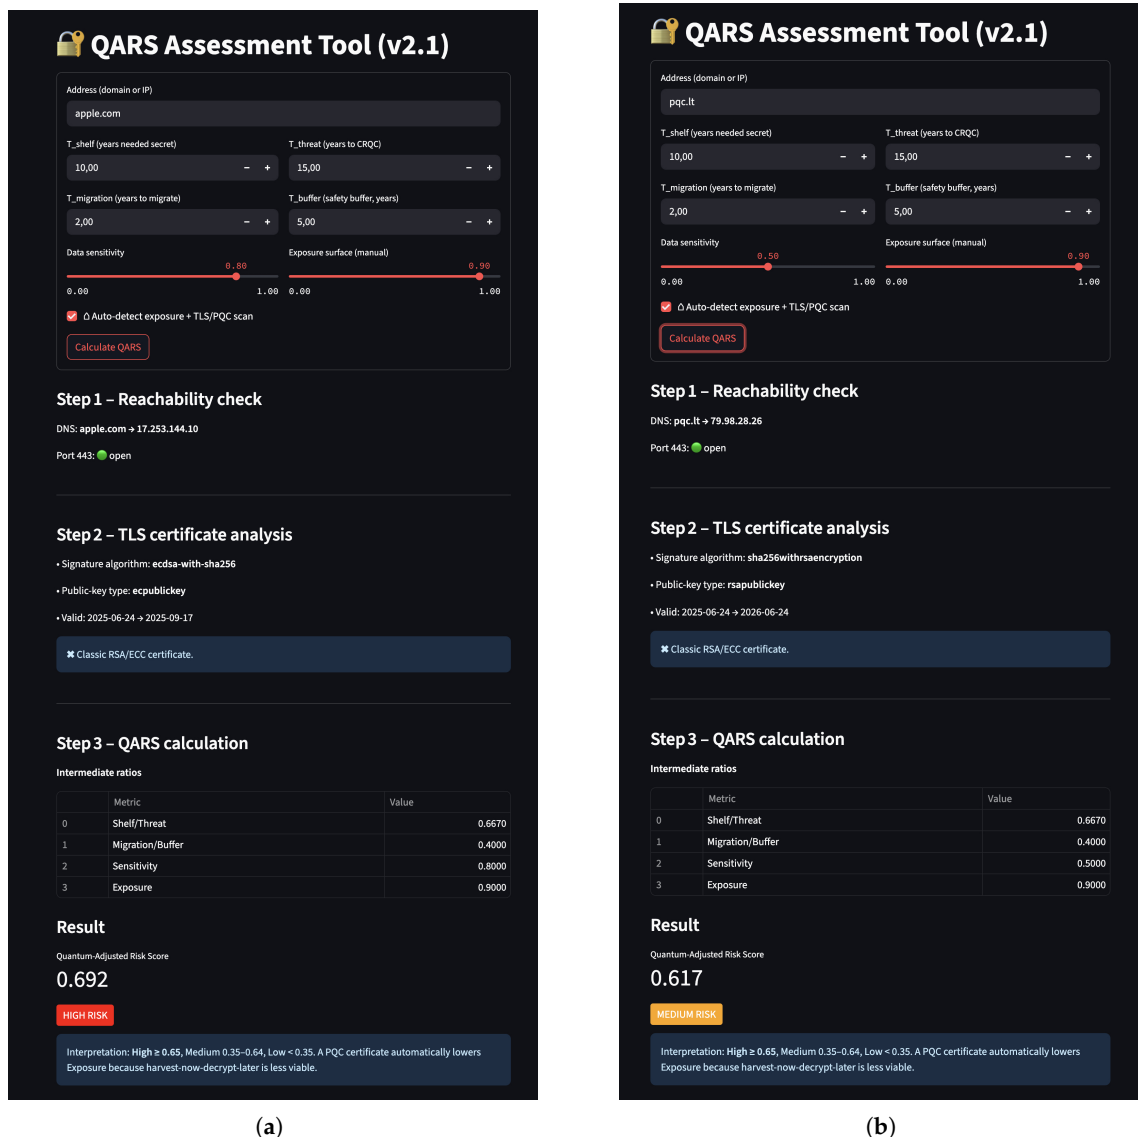 QARS Assessment Tool (v2.1)
Address (domain or IP)
apple.com
T_shelf (years needed secret) T_threat (years to CRQC)
10,00 − + 15,00 − +
T_migration (years to migrate) T_buffer (safety buffer, years)
2,00 − + 5,00 − +
Data sensitivity Exposure surface (manual)
0.80 0.90
0.00 1.00 0.00 1.00
Auto-detect exposure + TLS/PQC scan
Calculate QARS
Step 1 – Reachability check
DNS: apple.com → 17.253.144.10
Port 443: open
Step 2 – TLS certificate analysis
• Signature algorithm: ecdsa-with-sha256
• Public-key type: ecpublickey
• Valid: 2025-06-24 → 2025-09-17
✖ Classic RSA/ECC certificate.
Step 3 – QARS calculation
Intermediate ratios
Metric Value
0 Shelf/Threat 0.6670
1 Migration/Buffer 0.4000
2 Sensitivity 0.8000
3 Exposure 0.9000
Result
Quantum-Adjusted Risk Score
0.692
HIGH RISK
Interpretation: High ≥ 0.65, Medium 0.35–0.64, Low < 0.35. A PQC certificate automatically lowers
Exposure because harvest-now-decrypt-later is less viable.
(a)
QARS Assessment Tool (v2.1)
Address (domain or IP)
pqc.lt
T_shelf (years needed secret) T_threat (years to CRQC)
10,00 − + 15,00 − +
T_migration (years to migrate) T_buffer (safety buffer, years)
2,00 − + 5,00 − +
Data sensitivity Exposure surface (manual)
0.50 0.90
0.00 1.00 0.00 1.00
Auto-detect exposure + TLS/PQC scan
Calculate QARS
Step 1 – Reachability check
DNS: pqc.lt → 79.98.28.26
Port 443: open
Step 2 – TLS certificate analysis
• Signature algorithm: sha256withrsaencryption
• Public-key type: rsapublickey
• Valid: 2025-06-24 → 2026-06-24
✖ Classic RSA/ECC certificate.
Step 3 – QARS calculation
Intermediate ratios
Metric Value
0 Shelf/Threat 0.6670
1 Migration/Buffer 0.4000
2 Sensitivity 0.5000
3 Exposure 0.9000
Result
Quantum-Adjusted Risk Score
0.617
MEDIUM RISK
Interpretation: High ≥ 0.65, Medium 0.35–0.64, Low < 0.35. A PQC certificate automatically lowers
Exposure because harvest-now-decrypt-later is less viable.
(b)